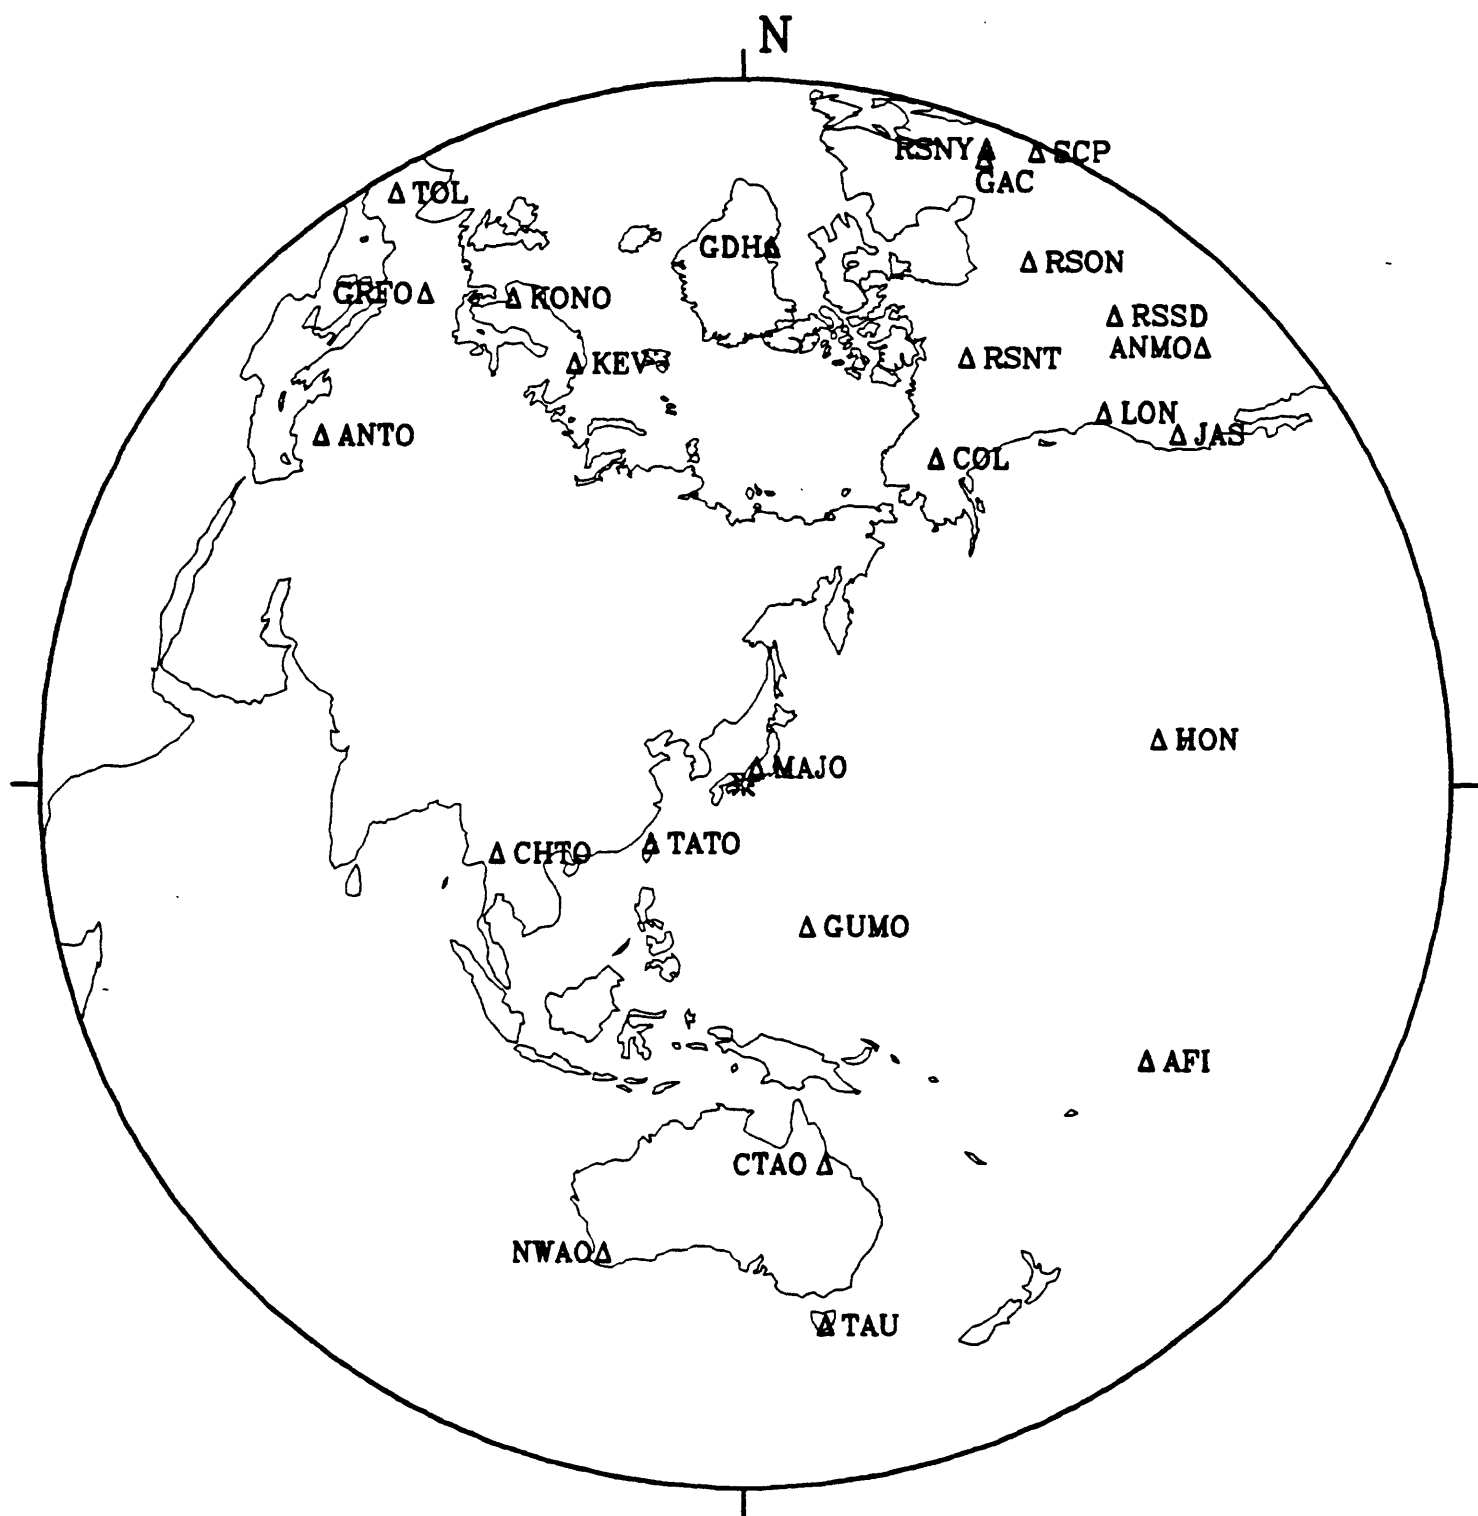 N
RSNY
SCP
GAC
TOL
GDH
RSON
GRFO
KONO
RSSD
ANMO
KEV
RSNT
LON
JAS
ANTO
COL
HON
MAJO
TATO
CHTO
GUMO
AFI
CTAO
NWAO
TAU